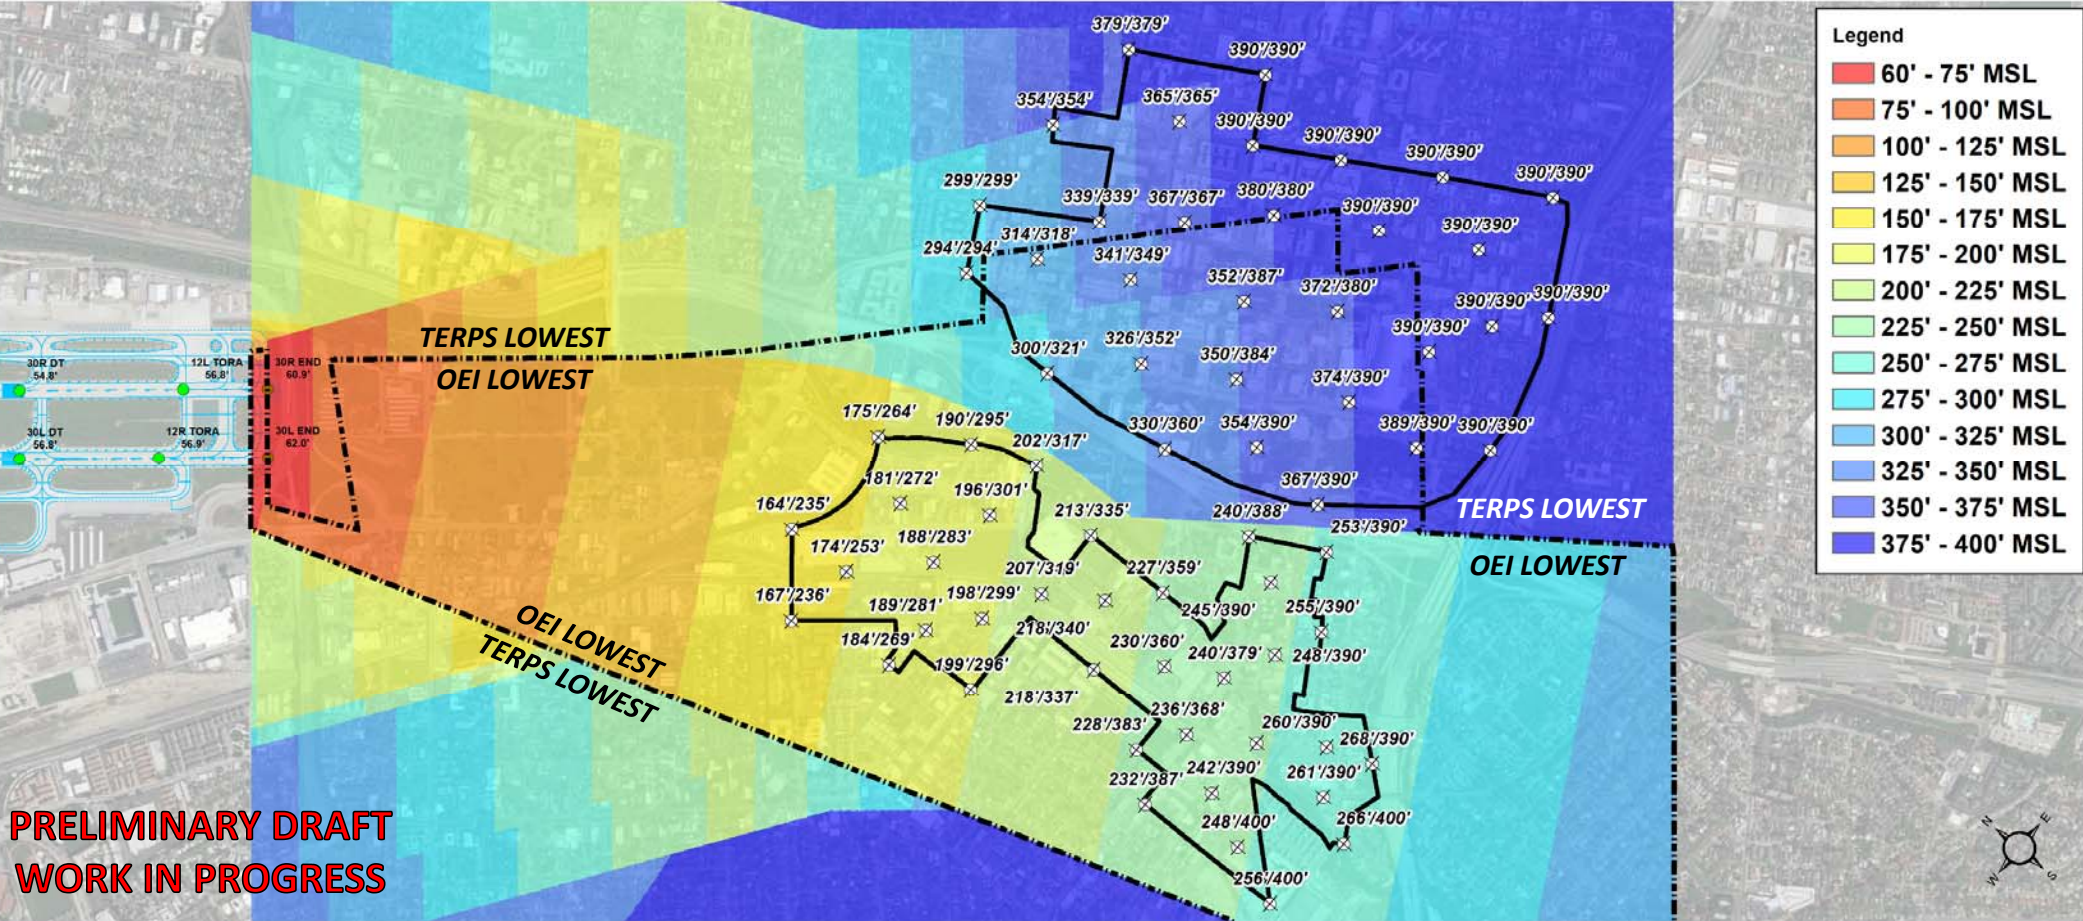 379'/379'
390'/390'
354'/354'
365'/365'
390'/390'
390'/390'
390'/390'
390'/390'
299'/299'
339'/339'
367'/367'
380'/380'
390'/390'
390'/390'
294'/294'
314'/318'
341'/349'
352'/387'
372'/380'
390'/390'
390'/390'
390'/390'
300'/321'
326'/352'
350'/384'
374'/390'
330'/360'
354'/390'
389'/390'
390'/390'
367'/390'
TERPS LOWEST
OEI LOWEST
30R DT
54.8'
12L TORA
56.8'
30R END
60.9'
30L DT
56.8'
12R TORA
56.9'
30L END
62.0'
175'/264'
190'/295'
202'/317'
181'/272'
196'/301'
164'/235'
213'/335'
240'/388'
253'/390'
174'/253'
188'/283'
207'/319'
227'/359'
167'/236'
189'/281'
198'/299'
245'/390'
255'/390'
184'/269'
218'/340'
230'/360'
240'/379'
248'/390'
199'/296'
218'/337'
228'/383'
236'/368'
260'/390'
268'/390'
232'/387'
242'/390'
261'/390'
248'/400'
266'/400'
256'/400'
TERPS LOWEST
OEI LOWEST
OEI LOWEST
TERPS LOWEST
PRELIMINARY DRAFT
WORK IN PROGRESS
Legend
60' - 75' MSL
75' - 100' MSL
100' - 125' MSL
125' - 150' MSL
150' - 175' MSL
175' - 200' MSL
200' - 225' MSL
225' - 250' MSL
250' - 275' MSL
275' - 300' MSL
300' - 325' MSL
325' - 350' MSL
350' - 375' MSL
375' - 400' MSL
N
E
W
S